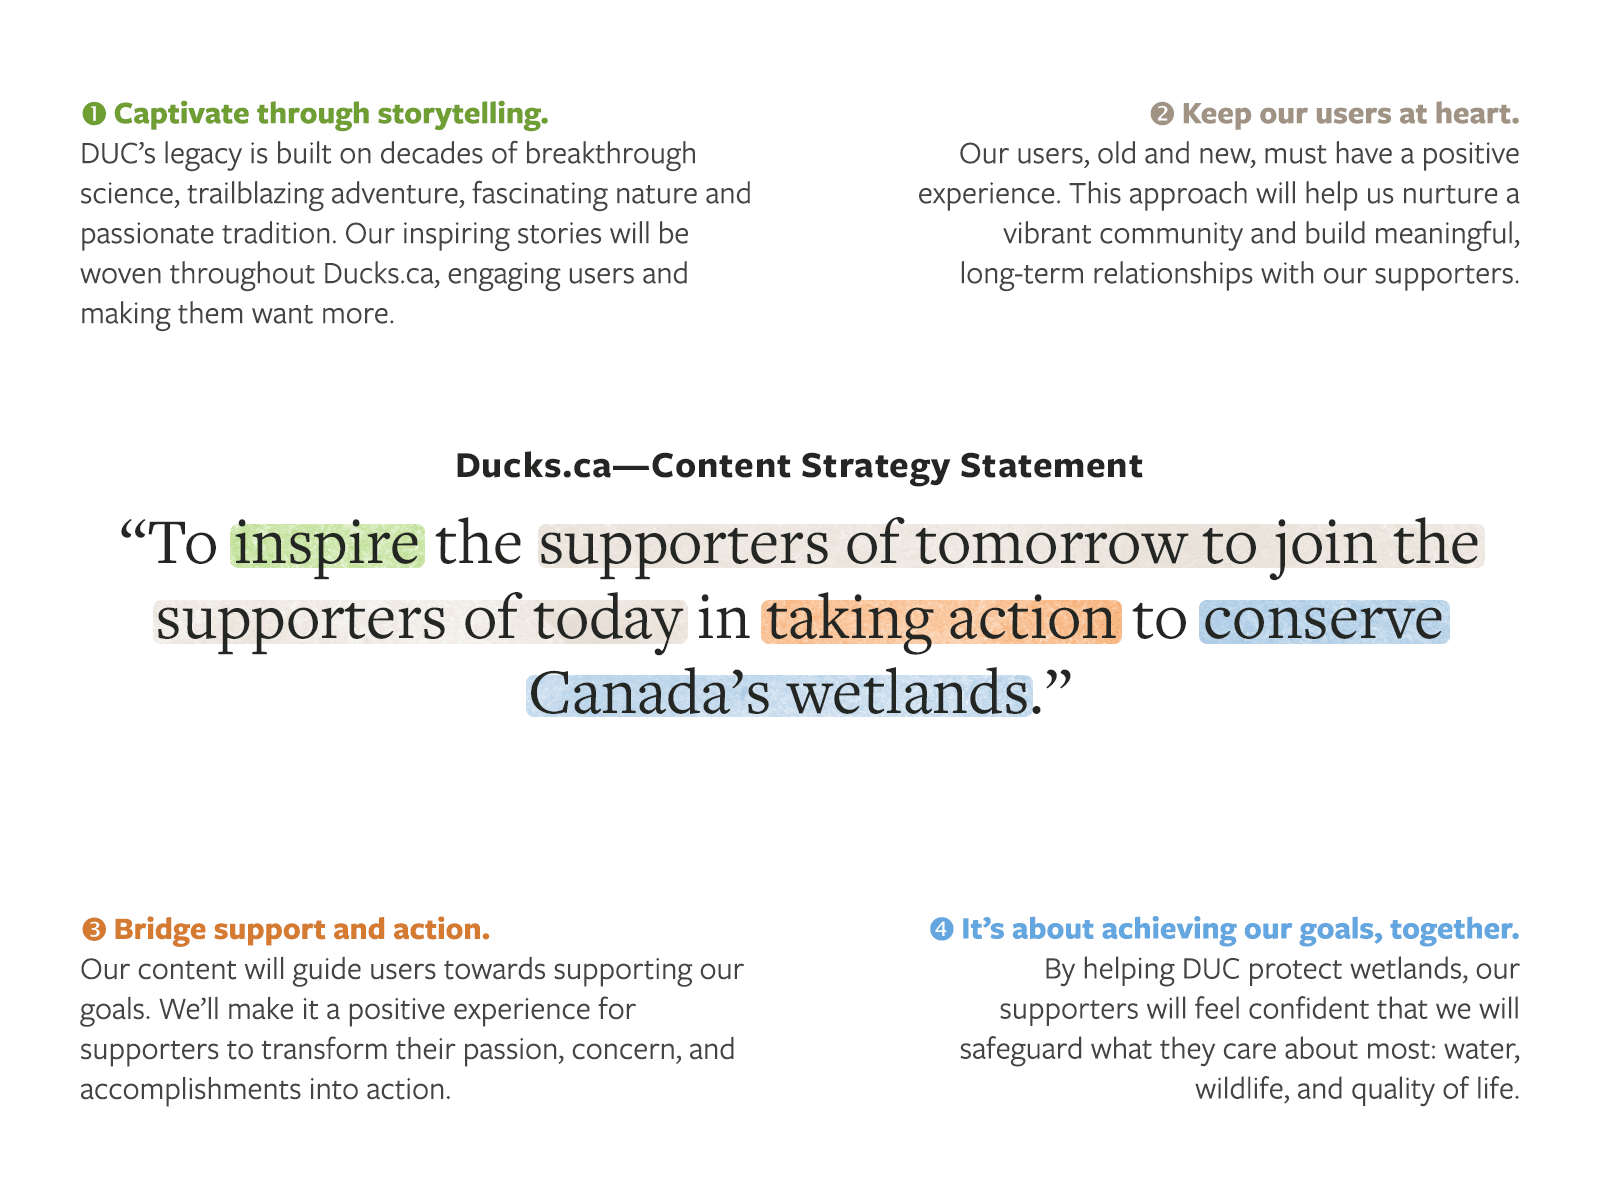 ❶ Captivate through storytelling.
DUC’s legacy is built on decades of breakthrough
science, trailblazing adventure, fascinating nature and
passionate tradition. Our inspiring stories will be
woven throughout Ducks.ca, engaging users and
making them want more.
❷ Keep our users at heart.
Our users, old and new, must have a positive
experience. This approach will help us nurture a
vibrant community and build meaningful,
long-term relationships with our supporters.
Ducks.ca—Content Strategy Statement
“To inspire the supporters of tomorrow to join the
supporters of today in taking action to conserve
Canada’s wetlands.”
❸ Bridge support and action.
Our content will guide users towards supporting our
goals. We’ll make it a positive experience for
supporters to transform their passion, concern, and
accomplishments into action.
❹ It’s about achieving our goals, together.
By helping DUC protect wetlands, our
supporters will feel confident that we will
safeguard what they care about most: water,
wildlife, and quality of life.